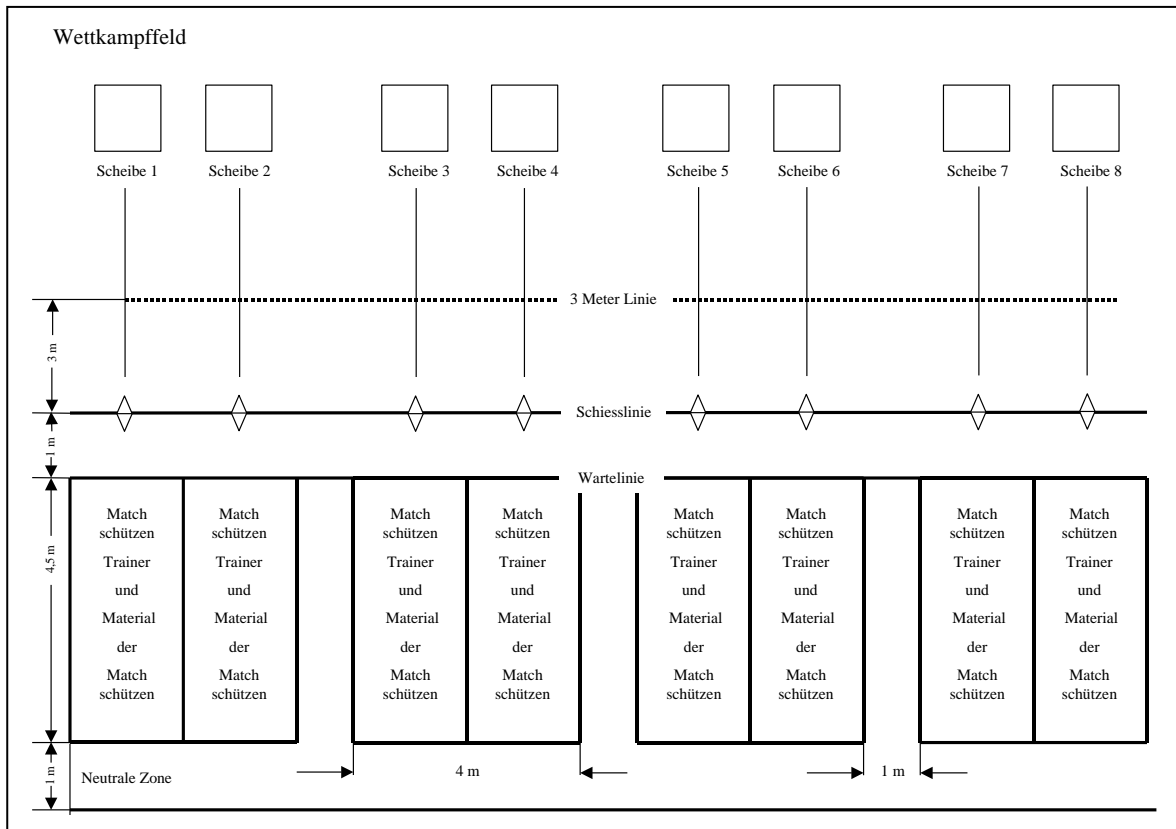 Wettkampffeld
Scheibe 1
Scheibe 2
Scheibe 3
Scheibe 4
Scheibe 5
Scheibe 6
Scheibe 7
Scheibe 8
3 Meter Linie
3 m
Schiesslinie
1 m
Wartelinie
4,5 m
Match
schützen
Trainer
und
Material
der
Match
schützen
Match
schützen
Trainer
und
Material
der
Match
schützen
Match
schützen
Trainer
und
Material
der
Match
schützen
Match
schützen
Trainer
und
Material
der
Match
schützen
Match
schützen
Trainer
und
Material
der
Match
schützen
Match
schützen
Trainer
und
Material
der
Match
schützen
Match
schützen
Trainer
und
Material
der
Match
schützen
Match
schützen
Trainer
und
Material
der
Match
schützen
1 m
Neutrale Zone
4 m
1 m